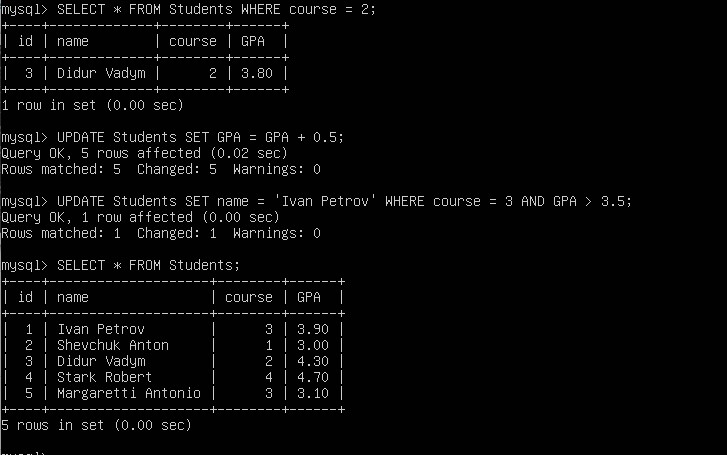 mysql> SELECT * FROM Students WHERE course = 2;
+----+-------------+--------+------+
| id | name        | course | GPA  |
+----+-------------+--------+------+
|  3 | Didur Vadym |      2 | 3.80 |
+----+-------------+--------+------+
1 row in set (0.00 sec)

mysql> UPDATE Students SET GPA = GPA + 0.5;
Query OK, 5 rows affected (0.02 sec)
Rows matched: 5  Changed: 5  Warnings: 0

mysql> UPDATE Students SET name = 'Ivan Petrov' WHERE course = 3 AND GPA > 3.5;
Query OK, 1 row affected (0.00 sec)
Rows matched: 1  Changed: 1  Warnings: 0

mysql> SELECT * FROM Students;
+----+--------------------+--------+------+
| id | name               | course | GPA  |
+----+--------------------+--------+------+
|  1 | Ivan Petrov        |      3 | 3.90 |
|  2 | Shevchuk Anton     |      1 | 3.00 |
|  3 | Didur Vadym        |      2 | 4.30 |
|  4 | Stark Robert       |      4 | 4.70 |
|  5 | Margaretti Antonio |      3 | 3.10 |
+----+--------------------+--------+------+
5 rows in set (0.00 sec)